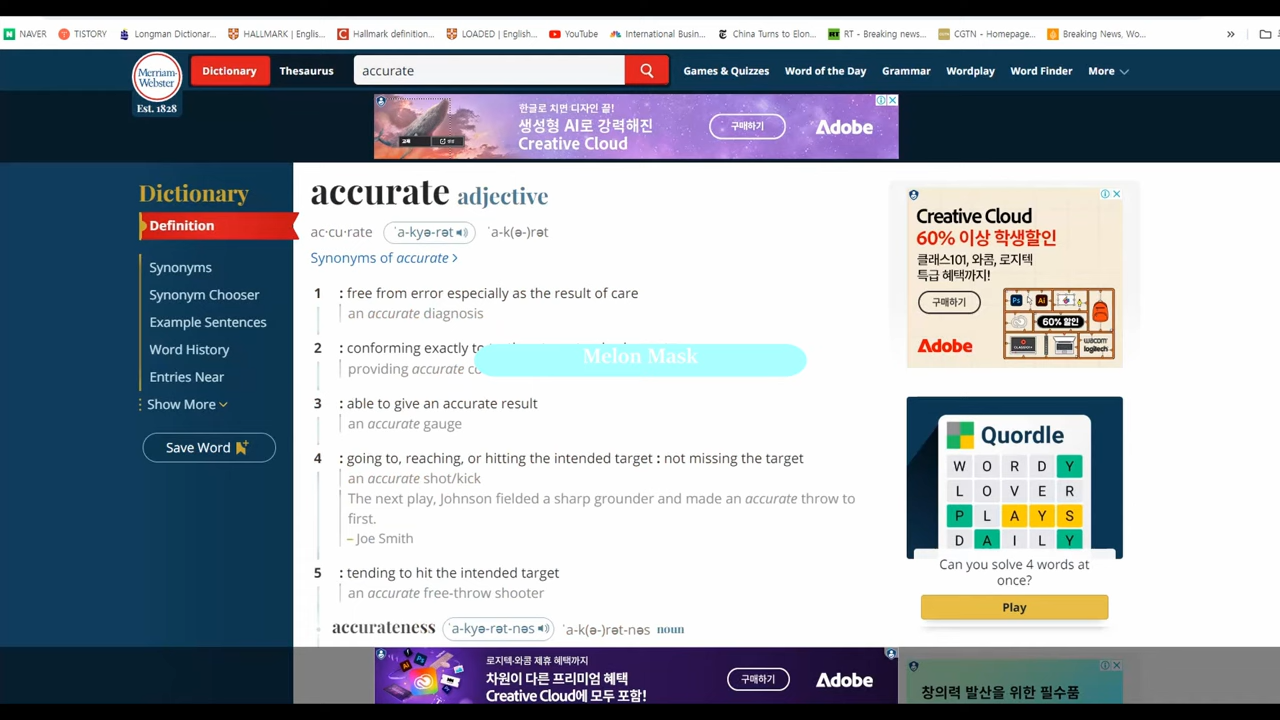 NAVER
TISTORY
Longman Dictionar...
HALLMARK | Englis...
Hallmark definition...
LOADED | English...
YouTube
International Busin...
China Turns to Elon...
RT - Breaking news...
CGTN - Homepage...
Breaking News, Wo...
»
Merriam-
Webster
Est. 1828
Dictionary
Thesaurus
accurate
Games & Quizzes
Word of the Day
Grammar
Wordplay
Word Finder
More
한글로 치면 디자인 끝!
생성형 AI로 강력해진
Creative Cloud
구매하기
Adobe
Dictionary
Definition
Synonyms
Synonym Chooser
Example Sentences
Word History
Entries Near
Show More
Save Word
accurate adjective
ac·cu·rate ˈa-kyə-rət ˈa-k(ə-)rət
Synonyms of accurate >
1 : free from error especially as the result of care
an accurate diagnosis
2 : conforming exactly to
providing accurate
Melon Mask
3 : able to give an accurate result
an accurate gauge
4 : going to, reaching, or hitting the intended target : not missing the target
an accurate shot/kick
The next play, Johnson fielded a sharp grounder and made an accurate throw to
first.
– Joe Smith
5 : tending to hit the intended target
an accurate free-throw shooter
accurateness ˈa-kyə-rət-nəs ˈa-k(ə-)rət-nəs noun
Creative Cloud
60% 이상 학생할인
클래스101, 와콤, 로지텍
특급 혜택까지!
구매하기
Ps
Ai
60% 할인
wacom
logitech
Adobe
Quordle
W O R D Y
L O V E R
P L A Y S
D A I L Y
Can you solve 4 words at
once?
Play
로지텍·와콤 제휴 혜택까지
차원이 다른 프리미엄 혜택
Creative Cloud에 모두 포함!
구매하기
Adobe
창의력 발산을 위한 필수품